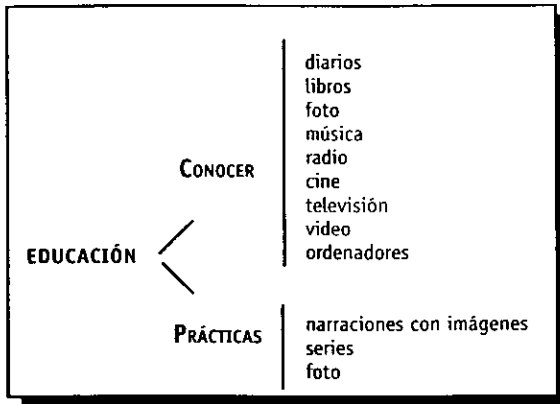 EDUCACIÓN
CONOCER
diarios
libros
foto
música
radio
cine
televisión
video
ordenadores
PRÁCTICAS
narraciones con imágenes
series
foto